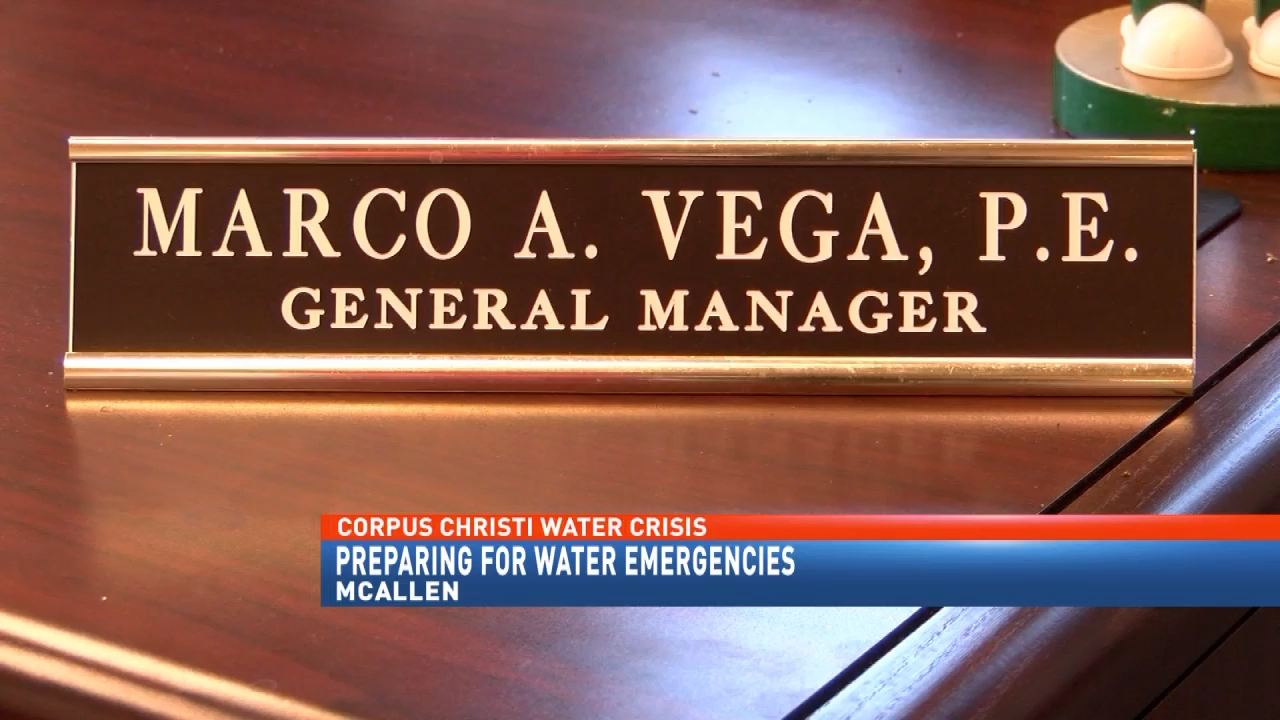 MARCO A. VEGA, P.E.
GENERAL MANAGER
CORPUS CHRISTI WATER CRISIS
PREPARING FOR WATER EMERGENCIES
MCALLEN